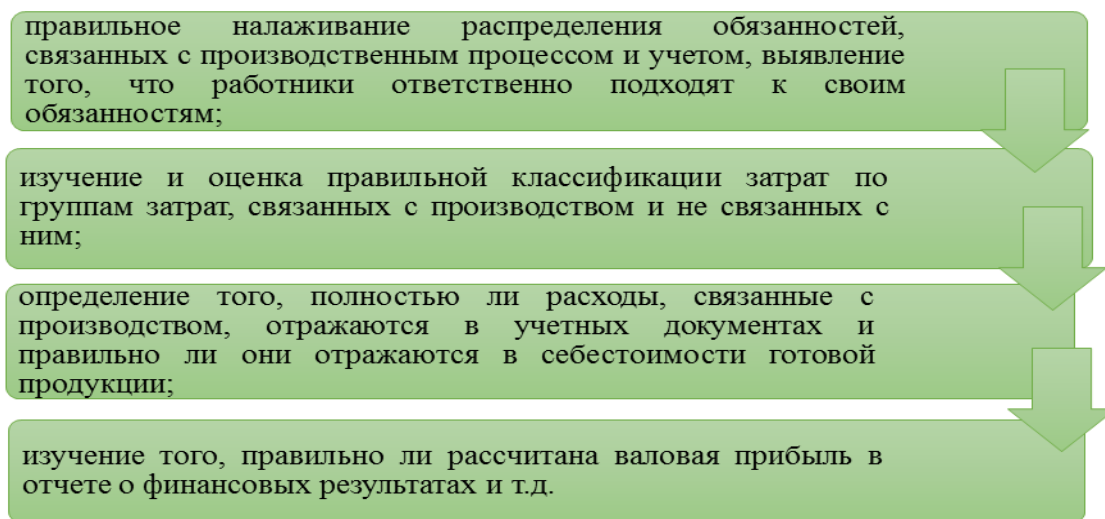 правильное налаживание распределения обязанностей,
связанных с производственным процессом и учетом, выявление
того, что работники ответственно подходят к своим
обязанностям;
изучение и оценка правильной классификации затрат по
группам затрат, связанных с производством и не связанных с
ним;
определение того, полностью ли расходы, связанные с
производством, отражаются в учетных документах и
правильно ли они отражаются в себестоимости готовой
продукции;
изучение того, правильно ли рассчитана валовая прибыль в
отчете о финансовых результатах и т.д.